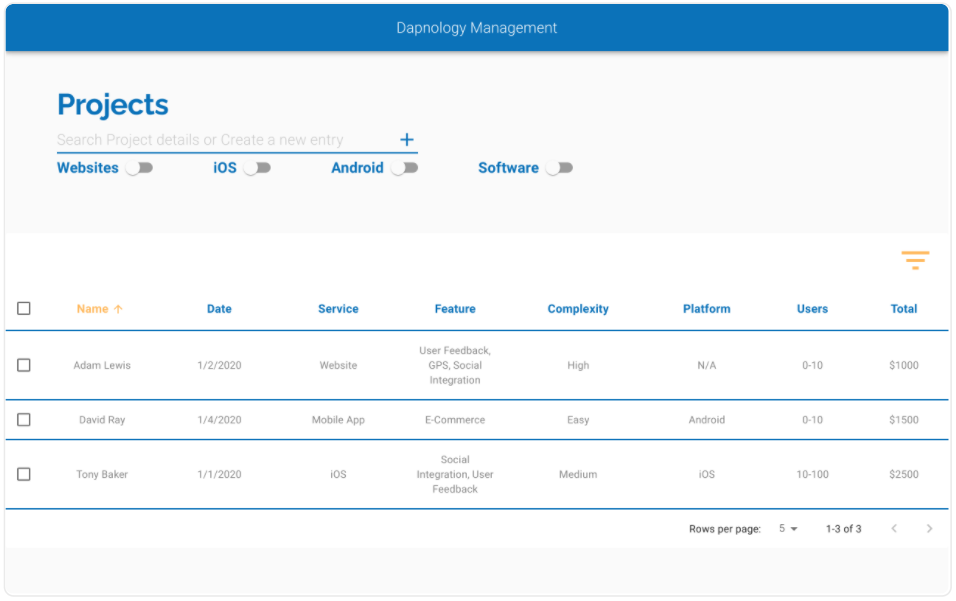 Dapnology Management
Projects
Search Project details or Create a new entry +
Websites iOS Android Software
Name ↑ Date Service Feature Complexity Platform Users Total
Adam Lewis 1/2/2020 Website User Feedback, GPS, Social Integration High N/A 0-10 $1000
David Ray 1/4/2020 Mobile App E-Commerce Easy Android 0-10 $1500
Tony Baker 1/1/2020 iOS Social Integration, User Feedback Medium iOS 10-100 $2500
Rows per page: 5 1-3 of 3